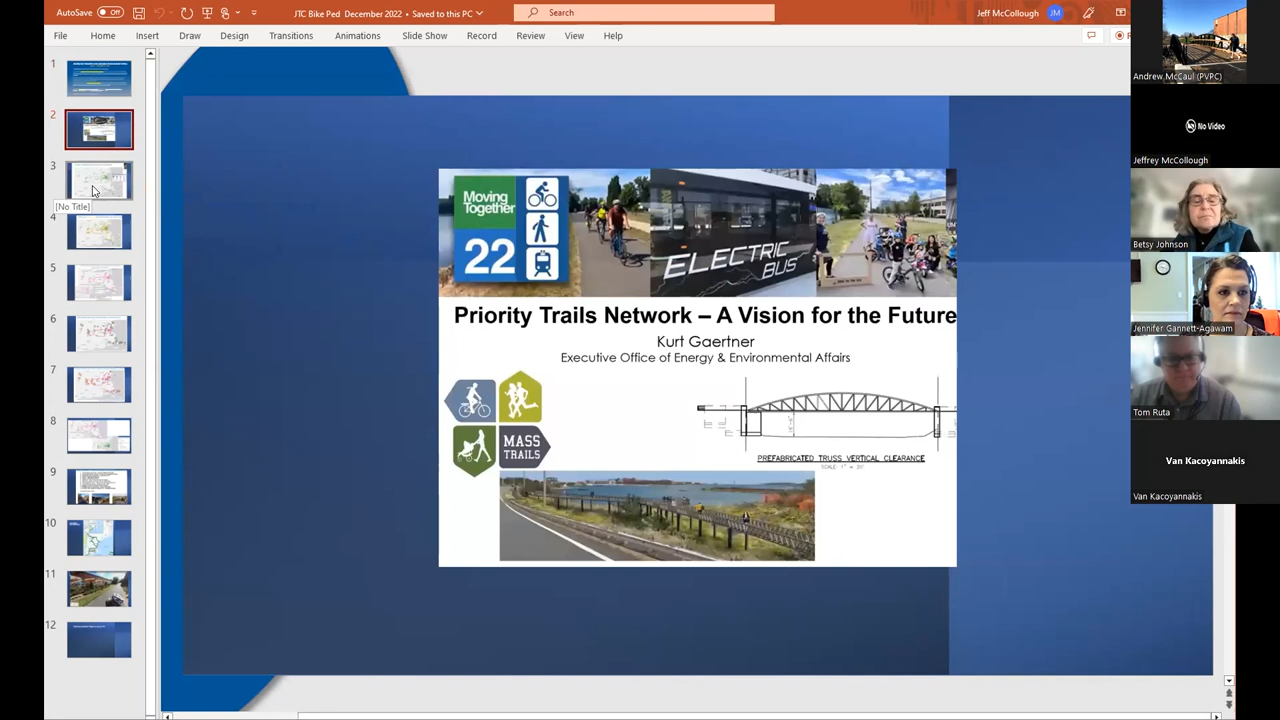 AutoSave Off
JTC Bike Ped December 2022 • Saved to this PC
Search
Jeff McCollough JM
File Home Insert Draw Design Transitions Animations Slide Show Record Review View Help
1
2
3
[No Title]
4
5
6
7
8
9
10
11
12
Moving
Together
22
ELECTRIC
BUS
Priority Trails Network – A Vision for the Future
Kurt Gaertner
Executive Office of Energy & Environmental Affairs
MASS
TRAILS
PREFABRICATED TRUSS VERTICAL CLEARANCE
Andrew McCaul (PVPC)
No Video
Jeffrey McCollough
Betsy Johnson
Jennifer Gannett-Agawam
Tom Ruta
Van Kacoyannakis
Van Kacoyannakis